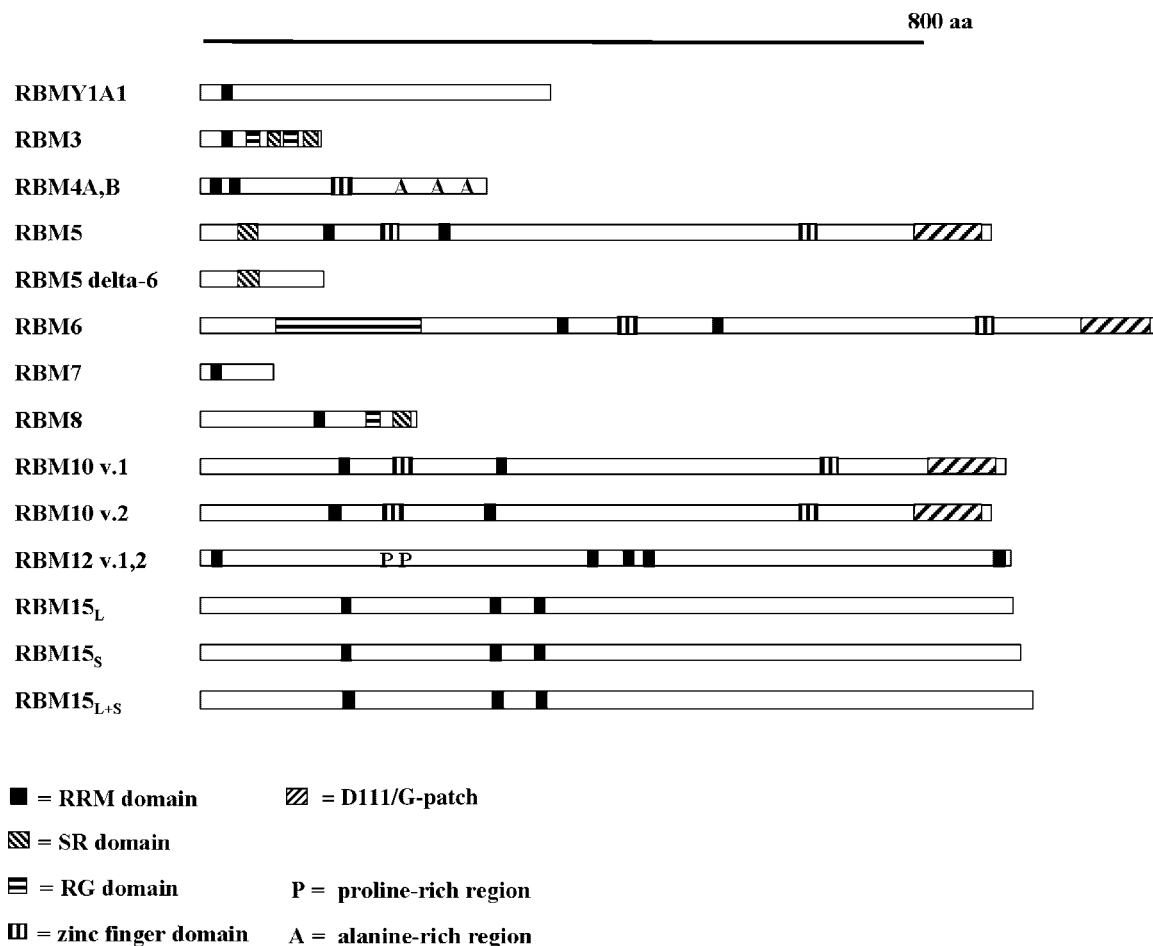 800 aa
RBMY1A1
RBM3
RBM4A,B A A A
RBM5
RBM5 delta-6
RBM6
RBM7
RBM8
RBM10 v.1
RBM10 v.2
RBM12 v.1,2 P P
RBM15L
RBM15S
RBM15L+S
= RRM domain = D111/G-patch
= SR domain
= RG domain P = proline-rich region
= zinc finger domain A = alanine-rich region